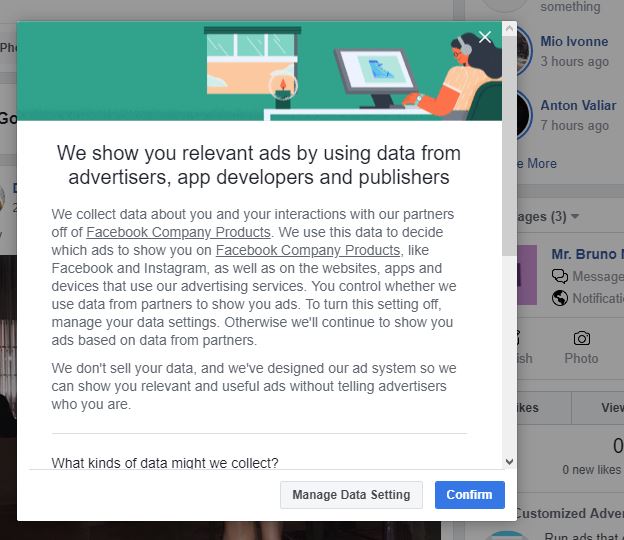 something
Mio Ivonne
3 hours ago
Anton Valiar
7 hours ago
More
We show you relevant ads by using data from
advertisers, app developers and publishers
We collect data about you and your interactions with our partners
off of Facebook Company Products. We use this data to decide
which ads to show you on Facebook Company Products, like
Facebook and Instagram, as well as on the websites, apps and
devices that use our advertising services. You control whether we
use data from partners to show you ads. To turn this setting off,
manage your data settings. Otherwise we'll continue to show you
ads based on data from partners.
We don't sell your data, and we've designed our ad system so we
can show you relevant and useful ads without telling advertisers
who you are.
What kinds of data might we collect?
Manage Data Setting
Confirm
(3)
Mr. Bruno
Message
Notificatio
Photo
View
0
0 new likes
Customized Adver
Run ads that